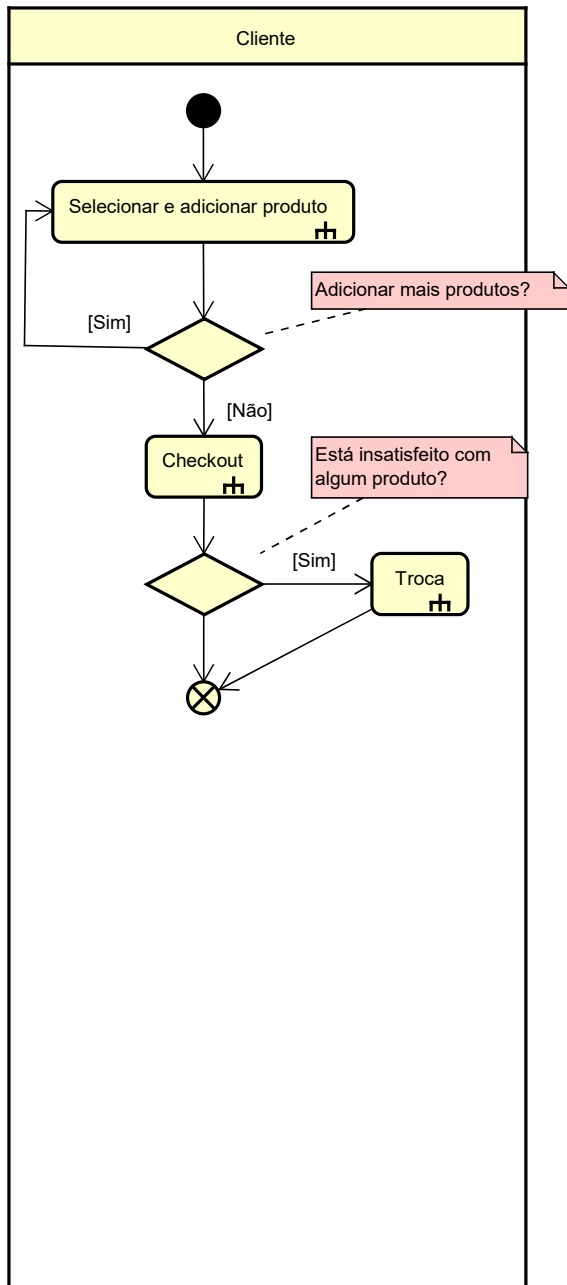 Cliente
Selecionar e adicionar produto
Adicionar mais produtos?
[Sim]
[Não]
Checkout
Está insatisfeito com
algum produto?
[Sim]
Troca